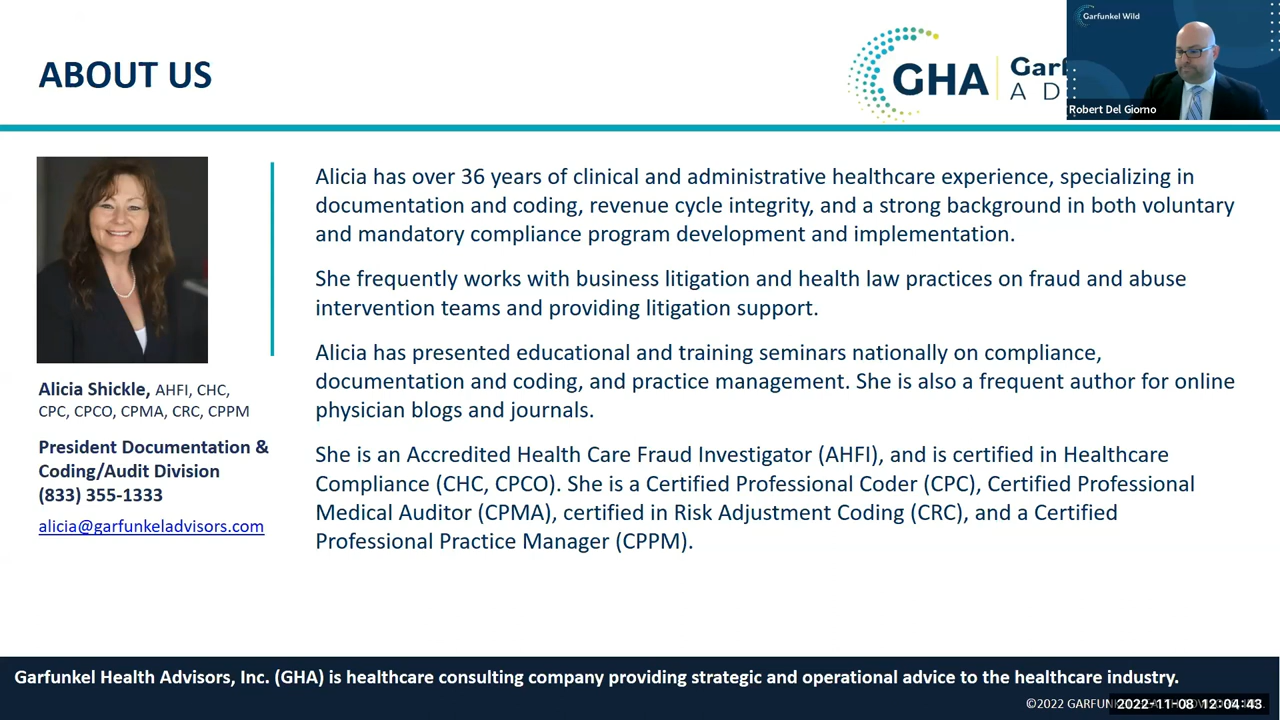 ABOUT US
GHA
A D
Garfunkel Wild
Robert Del Giorno
Alicia Shickle, AHFI, CHC,
CPC, CPCO, CPMA, CRC, CPPM
President Documentation &
Coding/Audit Division
(833) 355-1333
alicia@garfunkeladvisors.com
Alicia has over 36 years of clinical and administrative healthcare experience, specializing in
documentation and coding, revenue cycle integrity, and a strong background in both voluntary
and mandatory compliance program development and implementation.
She frequently works with business litigation and health law practices on fraud and abuse
intervention teams and providing litigation support.
Alicia has presented educational and training seminars nationally on compliance,
documentation and coding, and practice management. She is also a frequent author for online
physician blogs and journals.
She is an Accredited Health Care Fraud Investigator (AHFI), and is certified in Healthcare
Compliance (CHC, CPCO). She is a Certified Professional Coder (CPC), Certified Professional
Medical Auditor (CPMA), certified in Risk Adjustment Coding (CRC), and a Certified
Professional Practice Manager (CPPM).
Garfunkel Health Advisors, Inc. (GHA) is healthcare consulting company providing strategic and operational advice to the healthcare industry.
©2022
2022-11-08 12:04:43